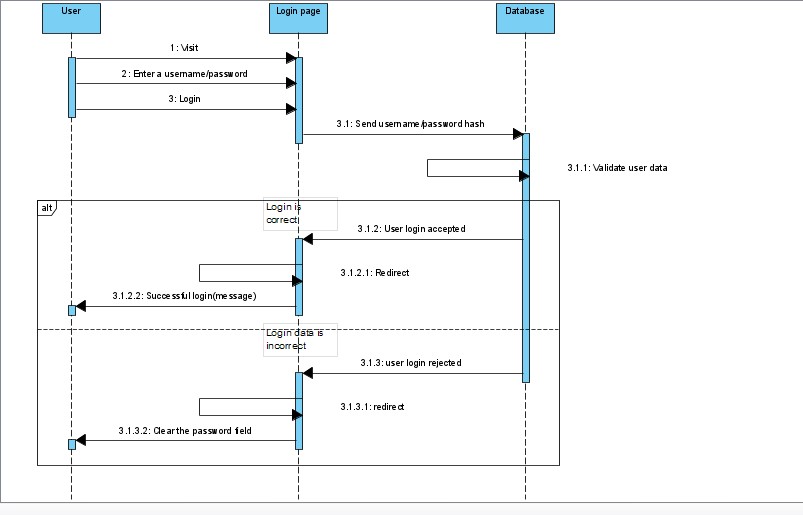 User
Login page
Database
1: Visit
2: Enter a username/password
3: Login
3.1: Send username/password hash
3.1.1: Validate user data
alt
Login is
correct
3.1.2: User login accepted
3.1.2.1: Redirect
3.1.2.2: Successful login(message)
Login data is
incorrect
3.1.3: user login rejected
3.1.3.1: redirect
3.1.3.2: Clear the password field